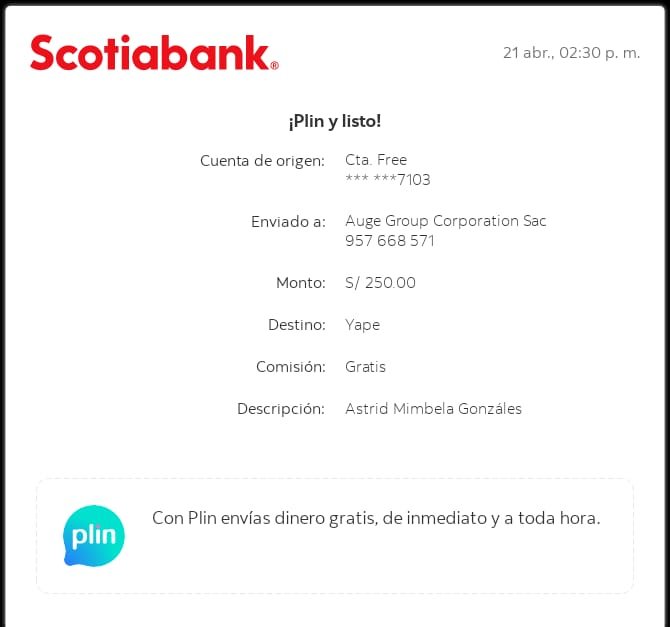 Scotiabank®
21 abr., 02:30 p. m.
¡Plin y listo!
Cuenta de origen: Cta. Free
*** ***7103
Enviado a: Auge Group Corporation Sac
957 668 571
Monto: S/ 250.00
Destino: Yape
Comisión: Gratis
Descripción: Astrid Mimbela Gonzáles
plin
Con Plin envías dinero gratis, de inmediato y a toda hora.